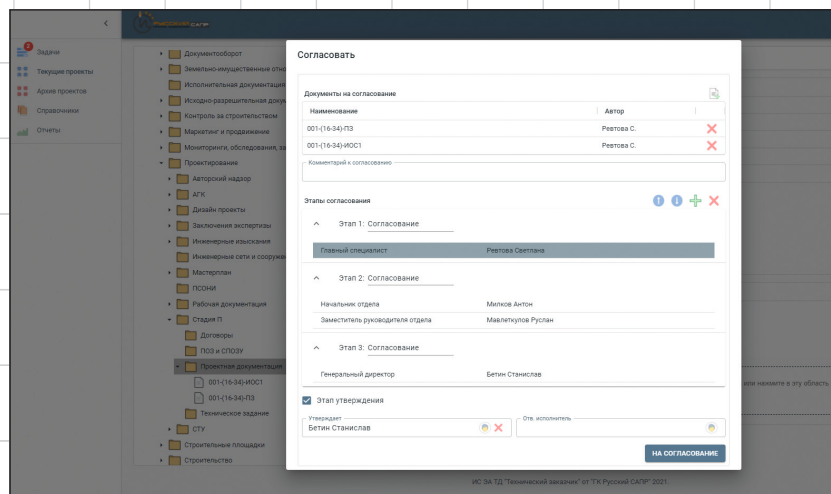 РУССКИЙ САПР
2
Задачи
Текущие проекты
Архив проектов
Справочники
Отчеты
Документооборот
Земельно-имущественные отно
Исполнительная документация
Исходно-разрешительная докум
Контроль за строительством
Маркетинг и продвижение
Мониторинги, обследования, за
Проектирование
Авторский надзор
АГК
Дизайн проекты
Заключения экспертизы
Инженерные изыскания
Инженерные сети и сооружен
Мастерплан
ПСОНИ
Рабочая документация
Стадия П
Договоры
ПОЗ и СПОЗУ
Проектная документация
001-(16-34)-ИОС1
001-(16-34)-ПЗ
Техническое задание
СТУ
Строительные площадки
Строительство
Согласовать
Документы на согласование
Наименование Автор
001-(16-34)-ПЗ Ревтова С.
001-(16-34)-ИОС1 Ревтова С.
Комментарий к согласованию
Этапы согласования
Этап 1: Согласование
Главный специалист Ревтова Светлана
Этап 2: Согласование
Начальник отдела Милков Антон
Заместитель руководителя отдела Мавлеткулов Руслан
Этап 3: Согласование
Генеральный директор Бетин Станислав
Этап утверждения
Утверждает
Бетин Станислав
Отв. исполнитель
НА СОГЛАСОВАНИЕ
или нажмите в эту область
ИС ЭА ТД "Технический заказчик" от "ГК Русский САПР" 2021.